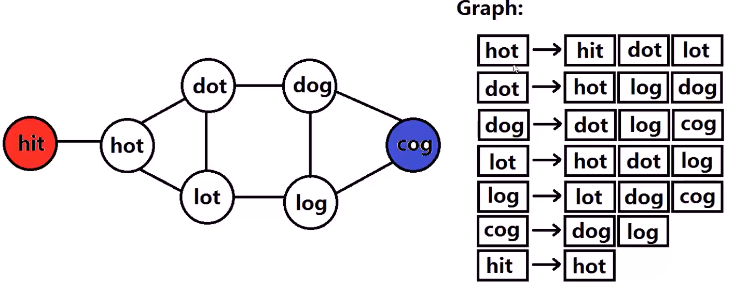 Graph:
hot → hit dot lot
dot → hot log dog
dog → dot log cog
lot → hot dot log
log → lot dog cog
cog → dog log
hit → hot
dot dog
hit hot cog
lot log